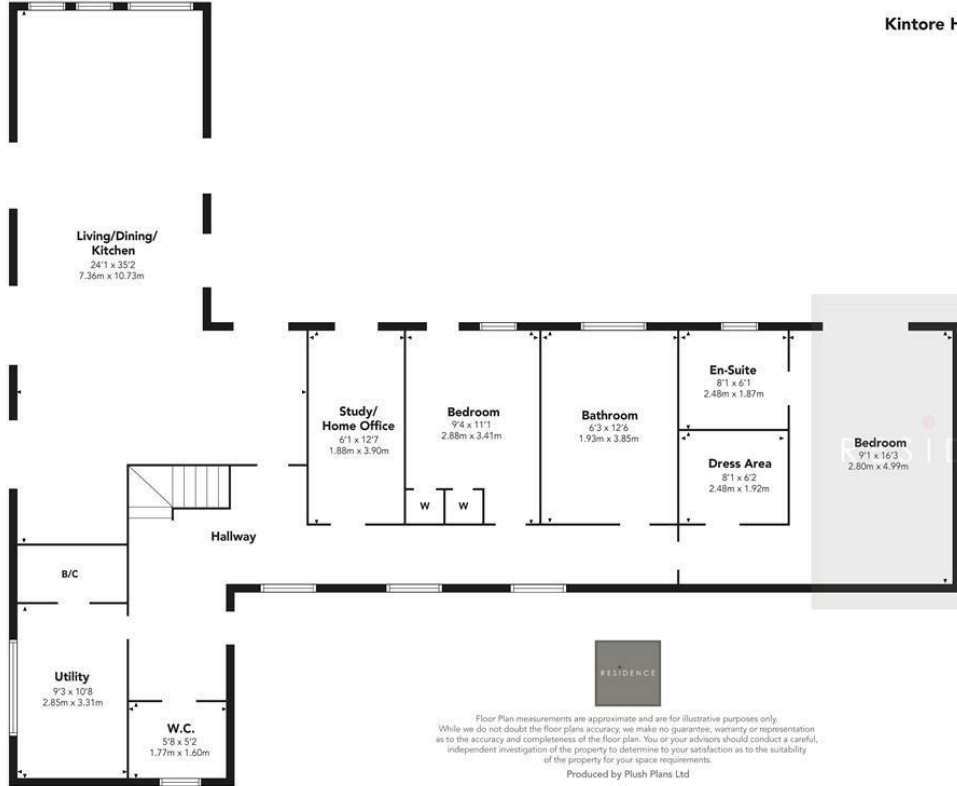 Kintore H
Living/Dining/
Kitchen
24'1 x 35'2
7.36m x 10.73m
Study/
Home Office
6'1 x 12'7
1.88m x 3.90m
Bedroom
9'4 x 11'1
2.88m x 3.41m
W
W
Bathroom
6'3 x 12'6
1.93m x 3.85m
En-Suite
8'1 x 6'1
2.48m x 1.87m
Dress Area
8'1 x 6'2
2.48m x 1.92m
Bedroom
9'1 x 16'3
2.80m x 4.99m
Hallway
B/C
Utility
9'3 x 10'8
2.85m x 3.31m
W.C.
5'8 x 5'2
1.77m x 1.60m
RESIDENCE
Floor Plan measurements are approximate and are for illustrative purposes only.
While we do not doubt the floor plans accuracy, we make no guarantee, warranty or representation
as to the accuracy and completeness of the floor plan. You or your advisors should conduct a careful,
independent investigation of the property to determine to your satisfaction as to the suitability
of the property for your space requirements.
Produced by Plush Plans Ltd